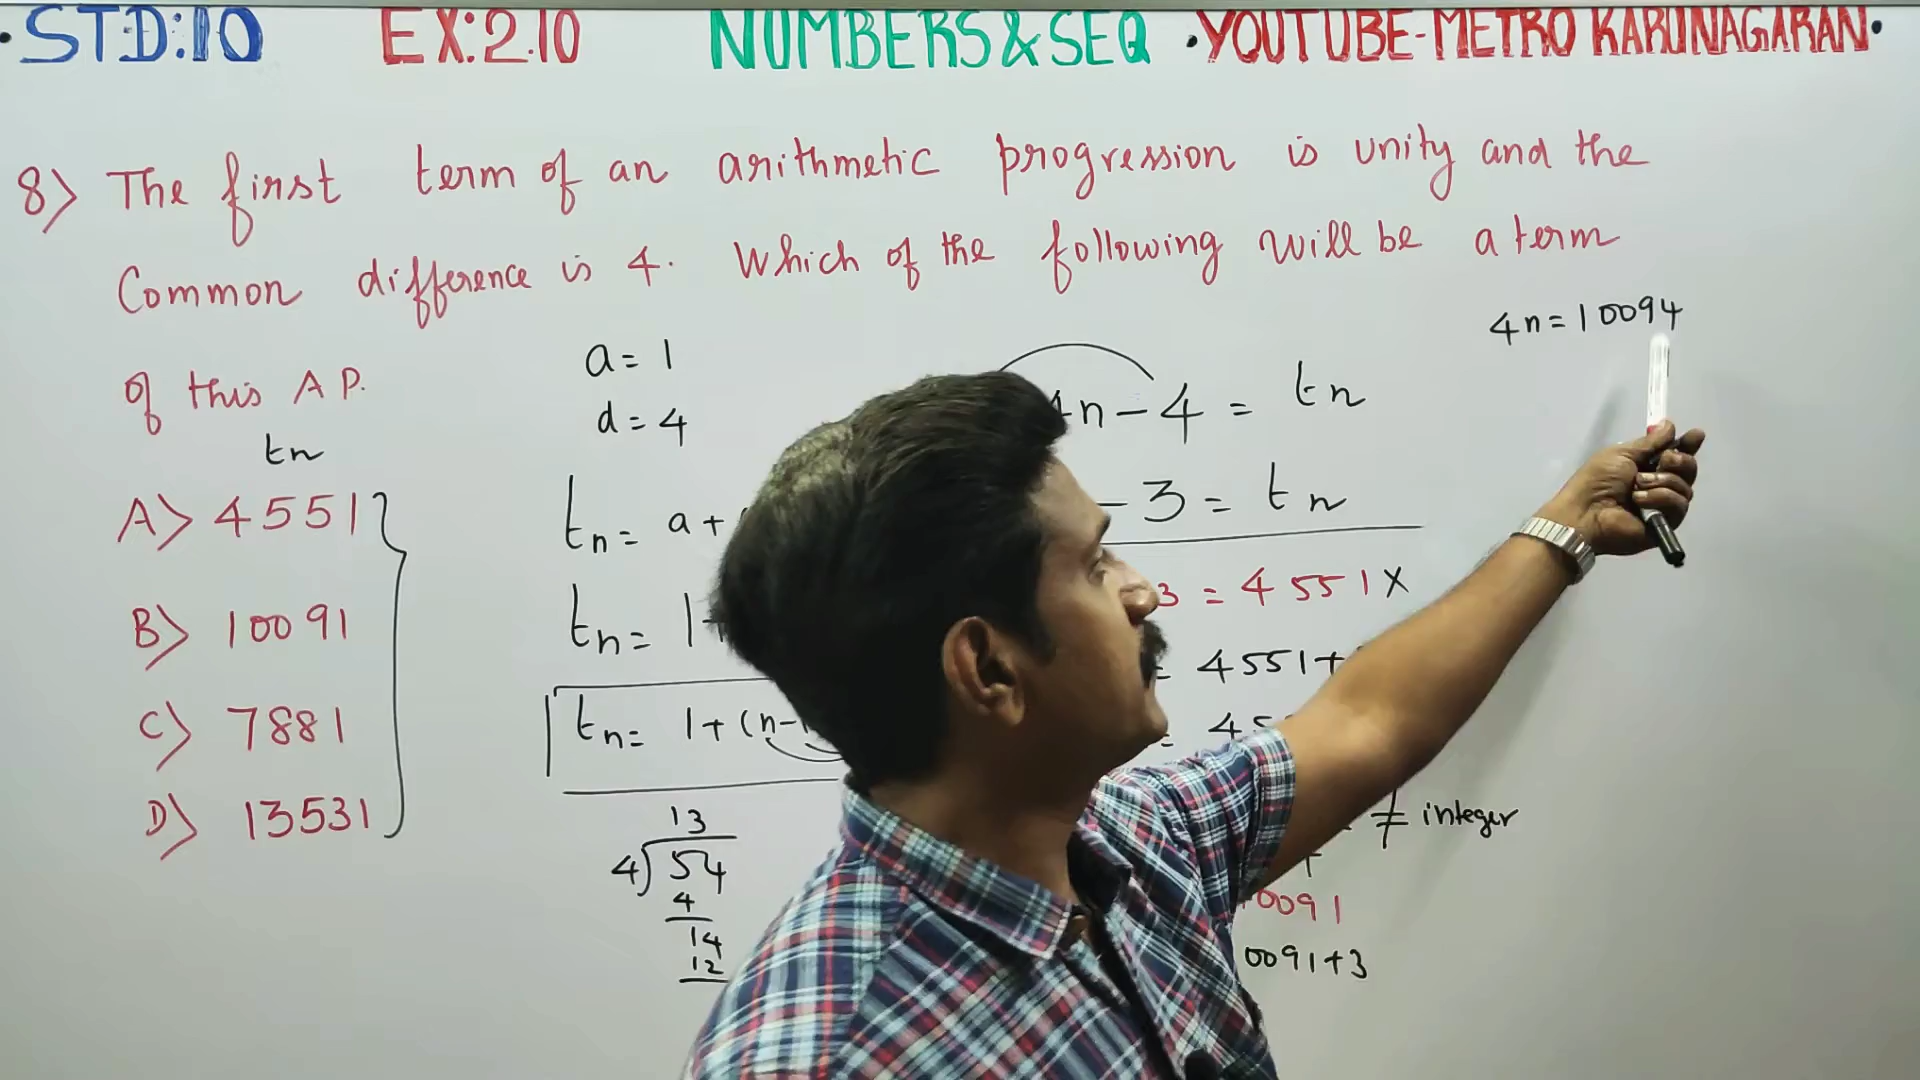 STD:10 EX:2.10 NUMBERS & SEQ • YOUTUBE-METRO KARUNAGARAN •
8) The first term of an arithmetic progression is unity and the
Common difference is 4. Which of the following will be a term
of this A P.
tn
A) 4551
B) 10091
C) 7881
D) 13531
a = 1
d = 4
tn = a +
tn = 1+
tn = 1 + (n-1
13
4) 54
4
14
12
4n - 4 = tn
- 3 = tn
3 = 4551 X
= 4551+
= 45
≠ integer
0091
0091+3
4n = 10094